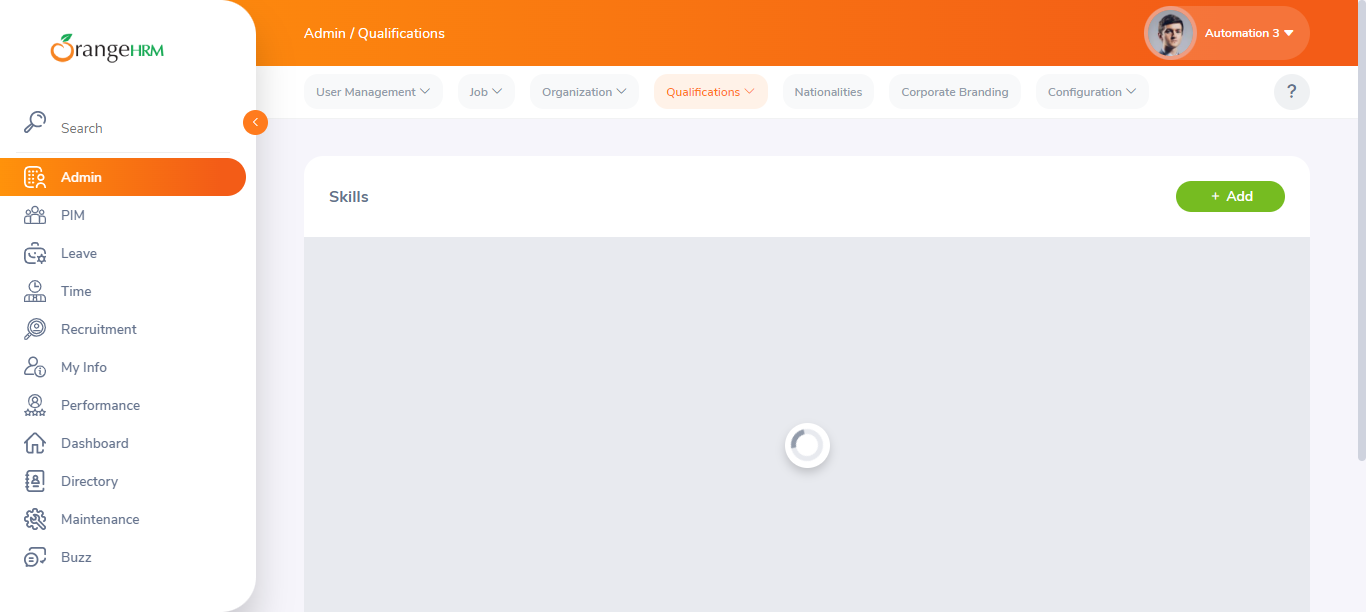 OrangeHRM
Admin / Qualifications
Automation 3
User Management
Job
Organization
Qualifications
Nationalities
Corporate Branding
Configuration
?
Search
Admin
PIM
Leave
Time
Recruitment
My Info
Performance
Dashboard
Directory
Maintenance
Buzz
Skills
+ Add